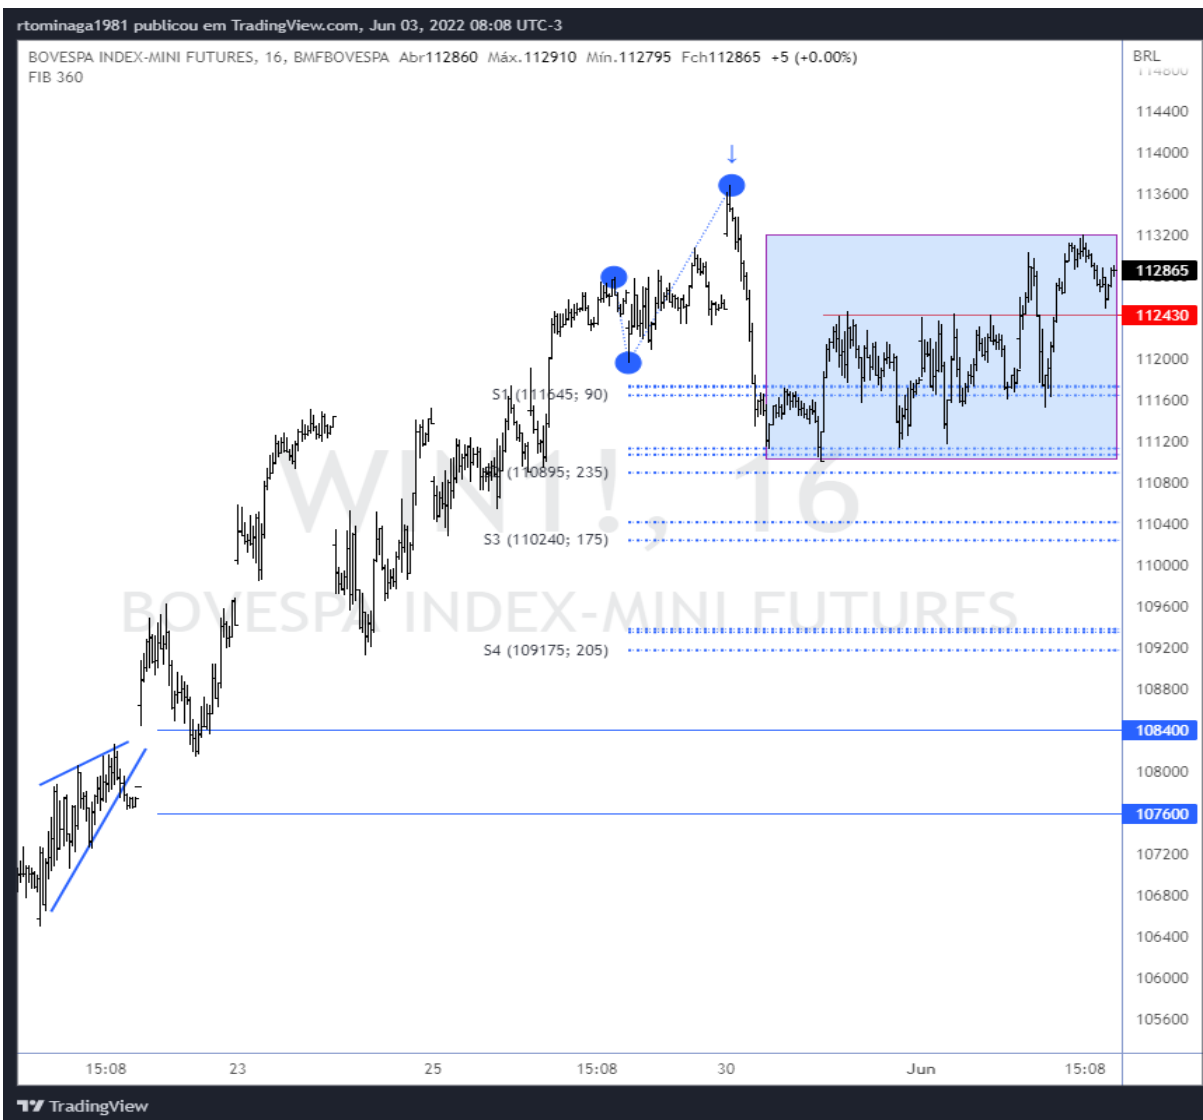 rtominaga1981 publicou em TradingView.com, Jun 03, 2022 08:08 UTC-3
BOVESPA INDEX-MINI FUTURES, 16, BMFBOVESPA Abr112860 Máx.112910 Mín.112795 Fch112865 +5 (+0.00%)
BRL
FIB 360
114800
114400
114000
113600
113200
112865
112430
112000
S1 (111645; 90)
111600
111200
WIN1!, 16
(110895; 235)
110800
110400
S3 (110240; 175)
110000
BOVESPA INDEX-MINI FUTURES
109600
S4 (109175; 205)
109200
108800
108400
108000
107600
107200
106800
106400
106000
105600
15:08 23 25 15:08 30 Jun 15:08
TradingView